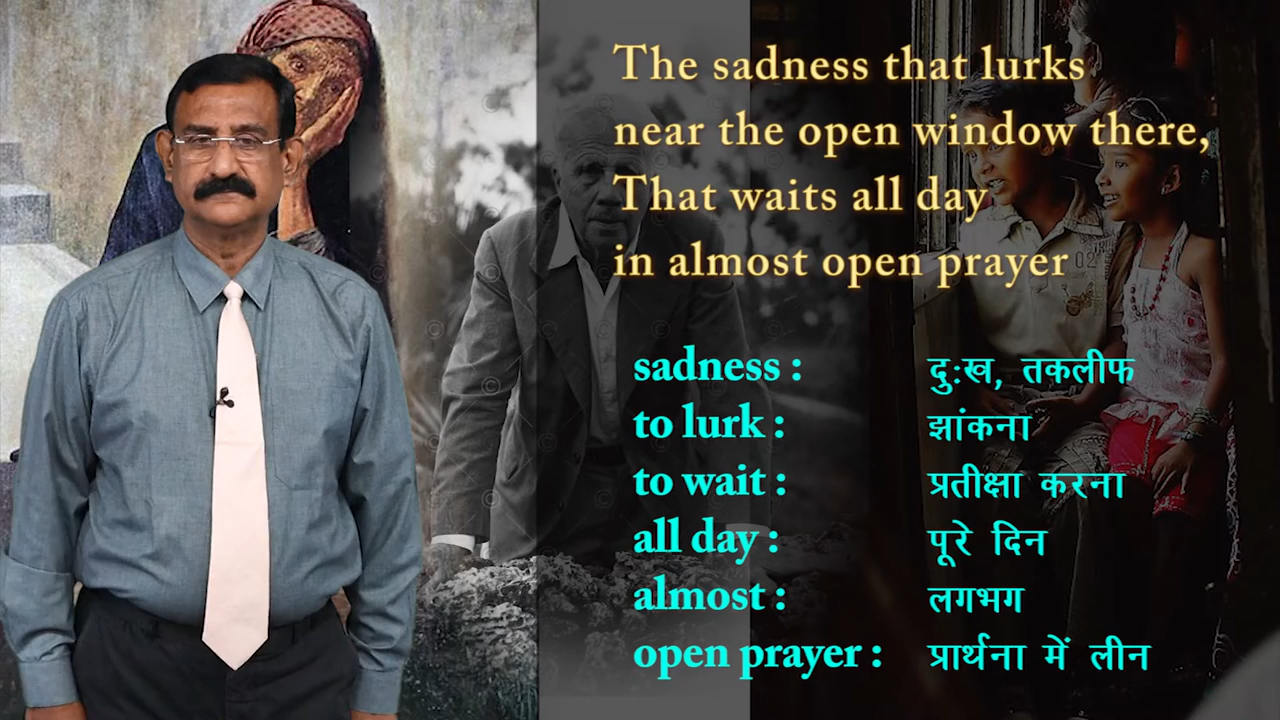 The sadness that lurks
near the open window there,
That waits all day
in almost open prayer
sadness : दु:ख, तकलीफ
to lurk : झांकना
to wait : प्रतीक्षा करना
all day : पूरे दिन
almost : लगभग
open prayer : प्रार्थना में लीन